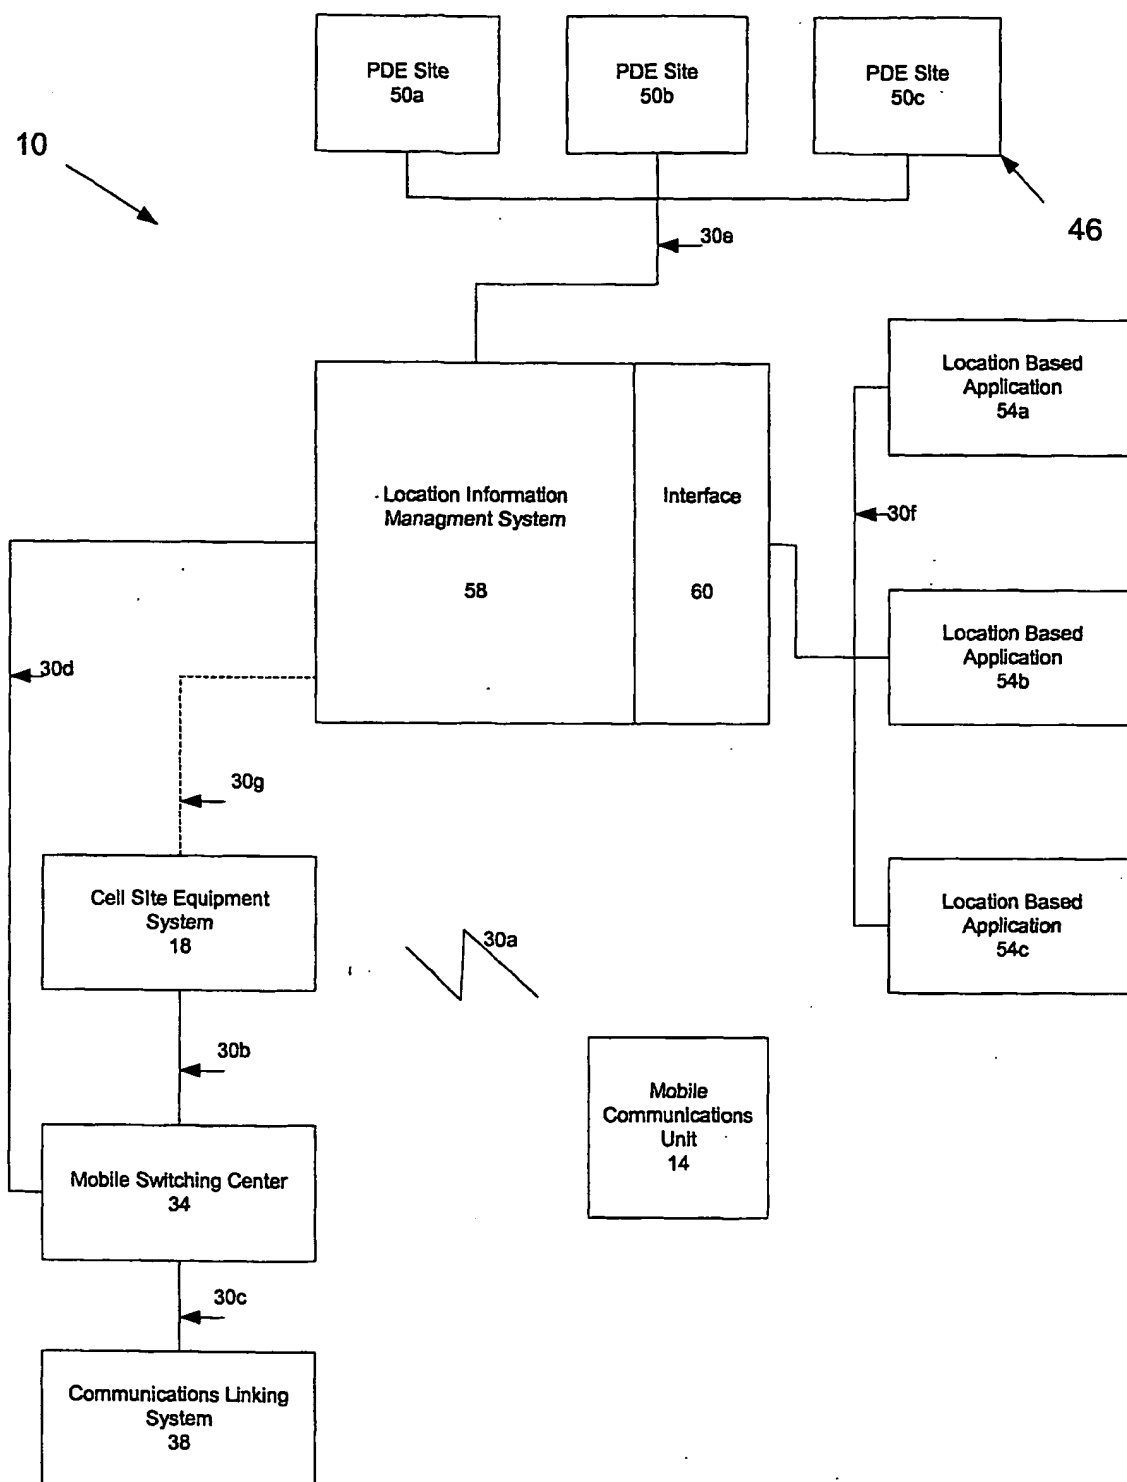 PDE Site
50a
PDE Site
50b
PDE Site
50c
10
46
30e
Location Based
Application
54a
Location Information
Managment System
58
Interface
60
30f
Location Based
Application
54b
30d
30g
Cell Site Equipment
System
18
30a
Location Based
Application
54c
30b
Mobile
Communications
Unit
14
Mobile Switching Center
34
30c
Communications Linking
System
38